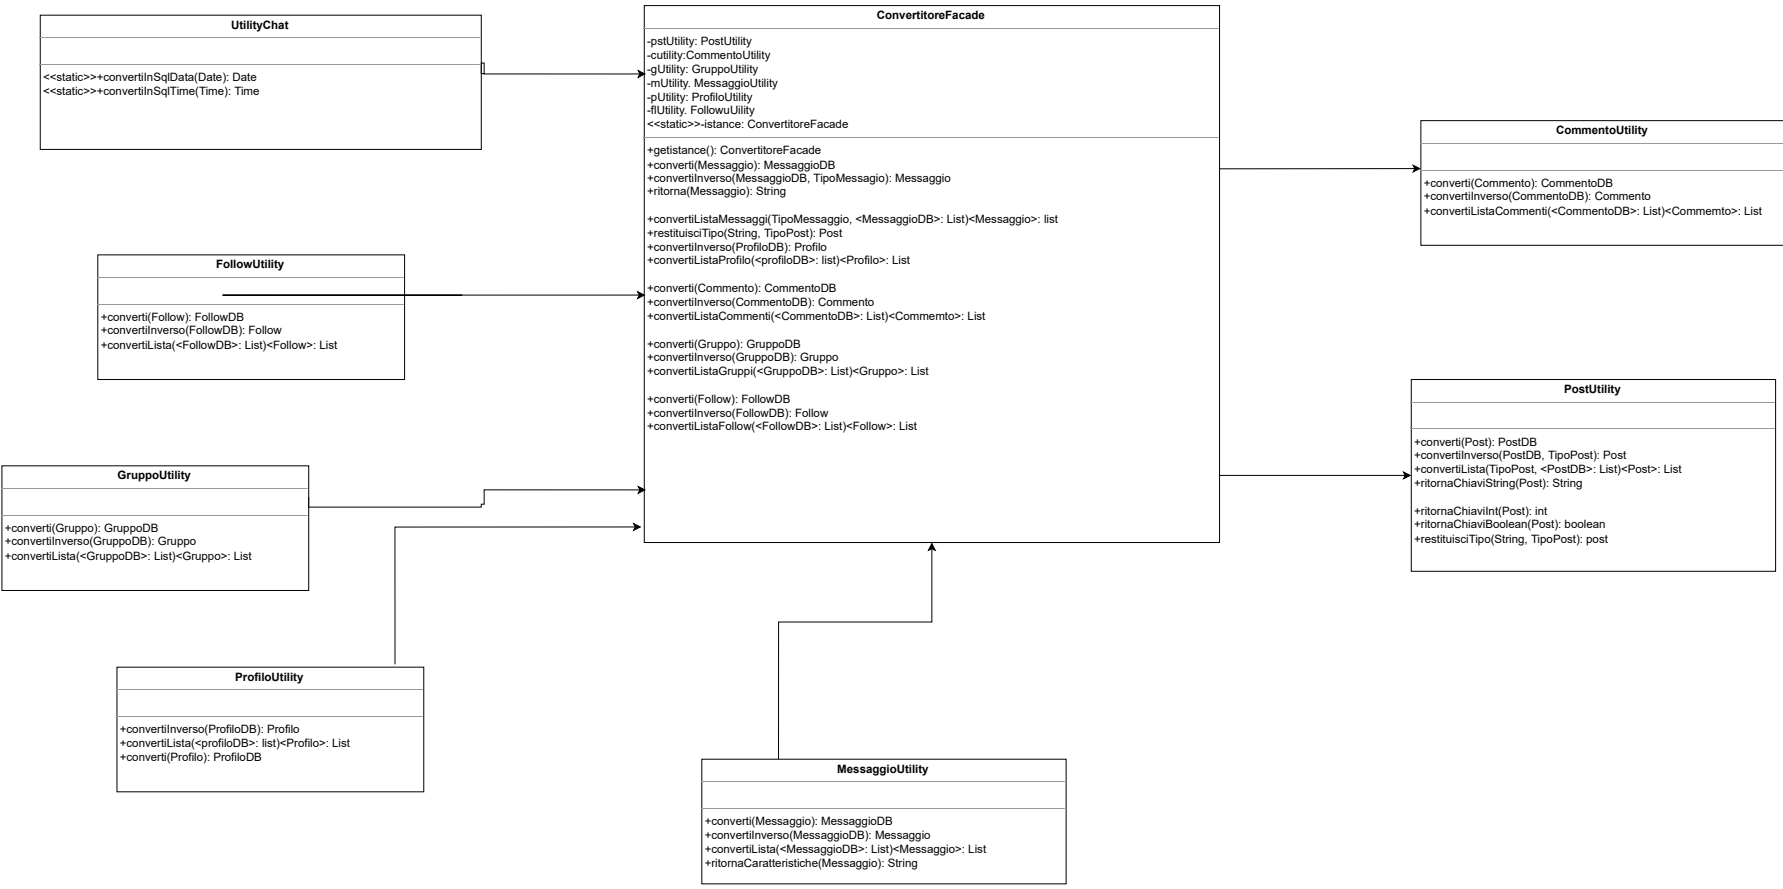 UtilityChat
<<static>>+convertiInSqlData(Date): Date
<<static>>+convertiInSqlTime(Time): Time
ConvertitoreFacade
-pstUtility: PostUtility
-cutility:CommentoUtility
-gUtility: GruppoUtility
-mUtility. MessaggioUtility
-pUtility: ProfiloUtility
-flUtility. FollowuUility
<<static>>-istance: ConvertitoreFacade
+getistance(): ConvertitoreFacade
+converti(Messaggio): MessaggioDB
+convertiInverso(MessaggioDB, TipoMessagio): Messaggio
+ritorna(Messaggio): String
+convertiListaMessaggi(TipoMessaggio, <MessaggioDB>: List)<Messaggio>: list
+restituisciTipo(String, TipoPost): Post
+convertiInverso(ProfiloDB): Profilo
+convertiListaProfilo(<profiloDB>: list)<Profilo>: List
+converti(Commento): CommentoDB
+convertiInverso(CommentoDB): Commento
+convertiListaCommenti(<CommentoDB>: List)<Commemto>: List
+converti(Gruppo): GruppoDB
+convertiInverso(GruppoDB): Gruppo
+convertiListaGruppi(<GruppoDB>: List)<Gruppo>: List
+converti(Follow): FollowDB
+convertiInverso(FollowDB): Follow
+convertiListaFollow(<FollowDB>: List)<Follow>: List
CommentoUtility
+converti(Commento): CommentoDB
+convertiInverso(CommentoDB): Commento
+convertiListaCommenti(<CommentoDB>: List)<Commemto>: List
FollowUtility
+converti(Follow): FollowDB
+convertiInverso(FollowDB): Follow
+convertiLista(<FollowDB>: List)<Follow>: List
PostUtility
+converti(Post): PostDB
+convertiInverso(PostDB, TipoPost): Post
+convertiLista(TipoPost, <PostDB>: List)<Post>: List
+ritornaChiaviString(Post): String
+ritornaChiaviInt(Post): int
+ritornaChiaviBoolean(Post): boolean
+restituisciTipo(String, TipoPost): post
GruppoUtility
+converti(Gruppo): GruppoDB
+convertiInverso(GruppoDB): Gruppo
+convertiLista(<GruppoDB>: List)<Gruppo>: List
ProfiloUtility
+convertiInverso(ProfiloDB): Profilo
+convertiLista(<profiloDB>: list)<Profilo>: List
+converti(Profilo): ProfiloDB
MessaggioUtility
+converti(Messaggio): MessaggioDB
+convertiInverso(MessaggioDB): Messaggio
+convertiLista(<MessaggioDB>: List)<Messaggio>: List
+ritornaCaratteristiche(Messaggio): String